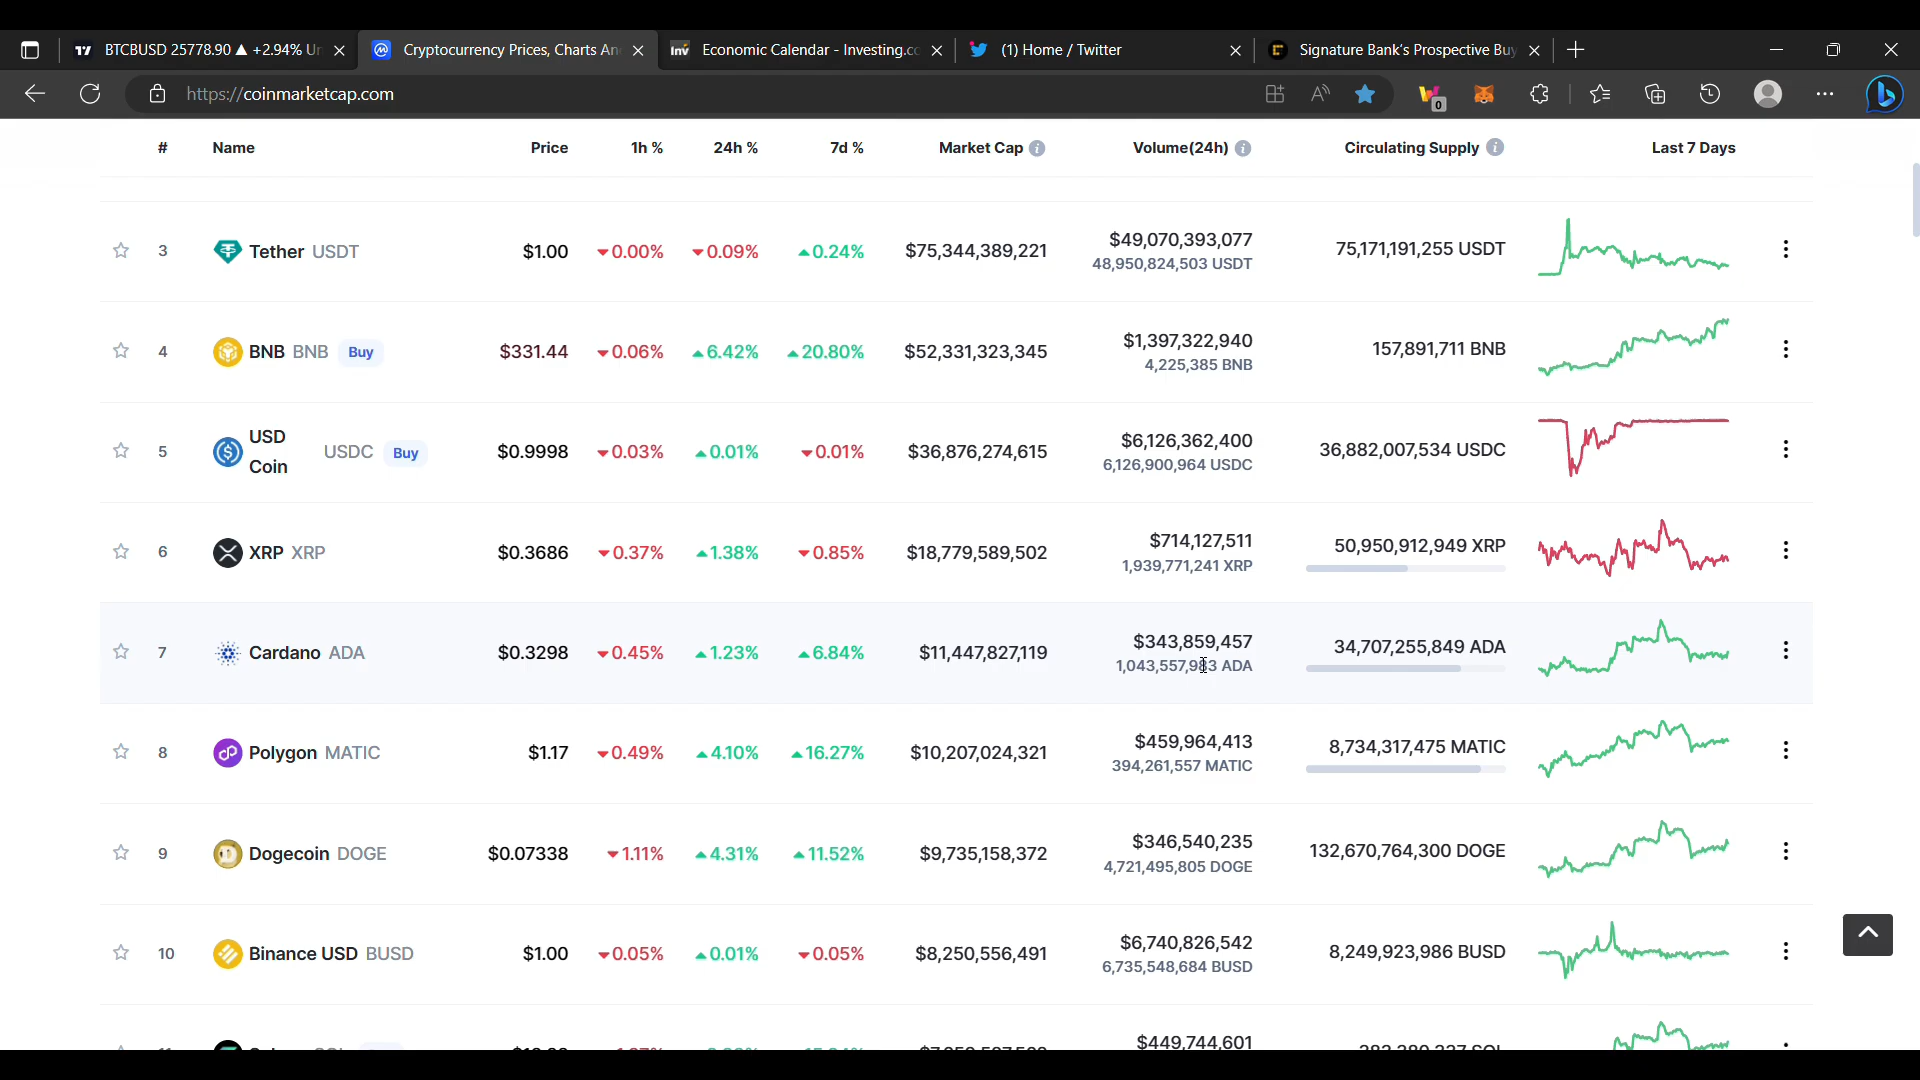 BTCBUSD 25778.90 ▲ +2.94% Un
Cryptocurrency Prices, Charts An
Inv
Economic Calendar - Investing.co
(1) Home / Twitter
Signature Bank's Prospective Buy
https://coinmarketcap.com
0
# Name Price 1h % 24h % 7d % Market Cap Volume(24h) Circulating Supply Last 7 Days
3 Tether USDT $1.00 0.00% 0.09% 0.24% $75,344,389,221 $49,070,393,077 75,171,191,255 USDT
48,950,824,503 USDT
4 BNB BNB Buy $331.44 0.06% 6.42% 20.80% $52,331,323,345 $1,397,322,940 157,891,711 BNB
4,225,385 BNB
5 USD Coin USDC Buy $0.9998 0.03% 0.01% 0.01% $36,876,274,615 $6,126,362,400 36,882,007,534 USDC
6,126,900,964 USDC
6 XRP XRP $0.3686 0.37% 1.38% 0.85% $18,779,589,502 $714,127,511 50,950,912,949 XRP
1,939,771,241 XRP
7 Cardano ADA $0.3298 0.45% 1.23% 6.84% $11,447,827,119 $343,859,457 34,707,255,849 ADA
ADA
8 Polygon MATIC $1.17 0.49% 4.10% 16.27% $10,207,024,321 $459,964,413 8,734,317,475 MATIC
394,261,557 MATIC
9 Dogecoin DOGE $0.07338 1.11% 4.31% 11.52% $9,735,158,372 $346,540,235 132,670,764,300 DOGE
4,721,495,805 DOGE
10 Binance USD BUSD $1.00 0.05% 0.01% 0.05% $8,250,556,491 $6,740,826,542 8,249,923,986 BUSD
6,735,548,684 BUSD
$449,744,601